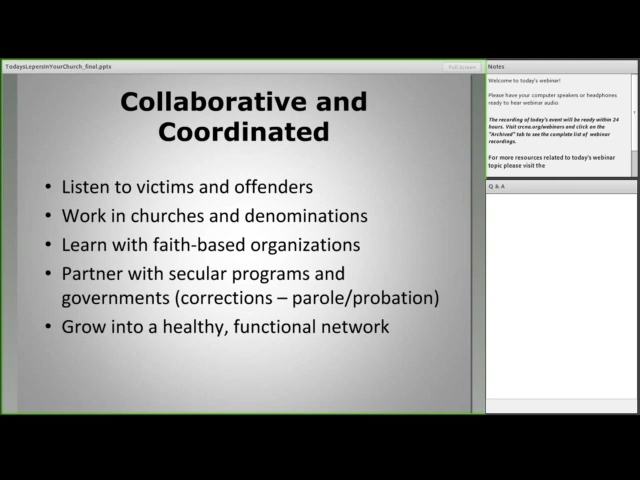 TodaysLepersInYourChurch_final.pptx
Full Screen
Collaborative and
Coordinated
• Listen to victims and offenders
• Work in churches and denominations
• Learn with faith-based organizations
• Partner with secular programs and
governments (corrections – parole/probation)
• Grow into a healthy, functional network
Notes
Welcome to today's webinar!
Please have your computer speakers or headphones
ready to hear webinar audio.
The recording of today's event will be ready within 24
hours. Visit crcna.org/webinars and click on the
"Archived" tab to see the complete list of webinar
recordings.
For more resources related to today's webinar
topic please visit the
Q & A